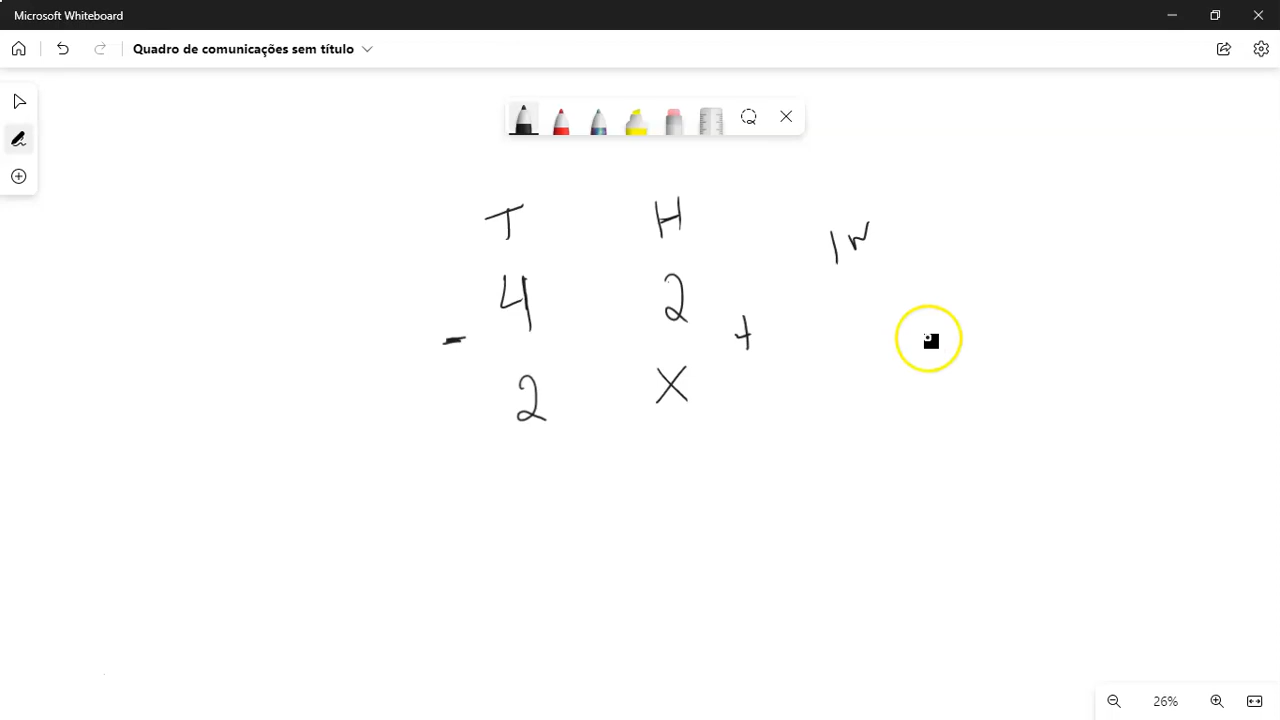 Microsoft Whiteboard
Quadro de comunicações sem título
T H
4 2
- +
2 X
26%